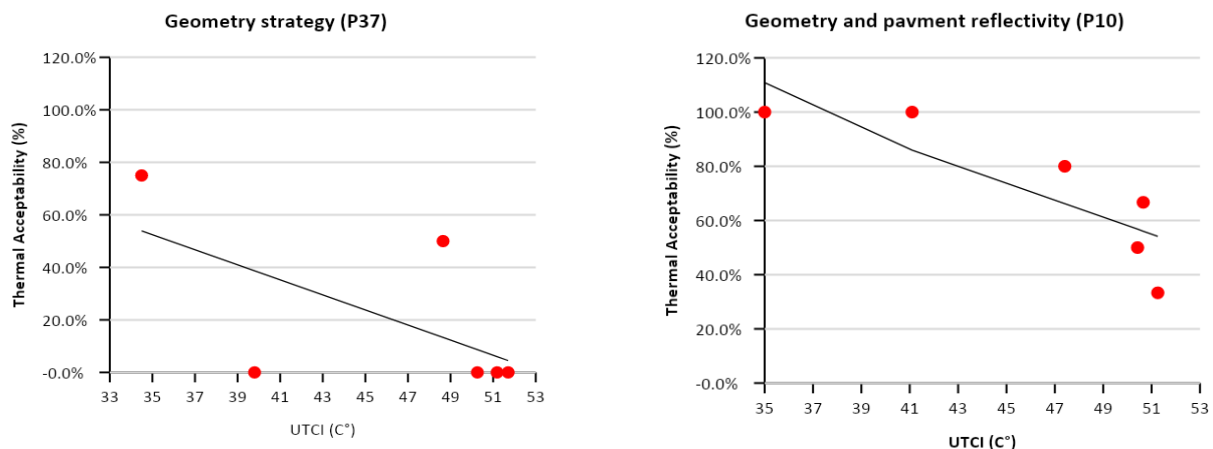 Geometry strategy (P37)
120.0%
100.0%
80.0%
60.0%
40.0%
20.0%
-0.0%
Thermal Acceptability (%)
33 35 37 39 41 43 45 47 49 51 53
UTCI (C°)
Geometry and pavment reflectivity (P10)
120.0%
100.0%
80.0%
60.0%
40.0%
20.0%
-0.0%
Thermal Acceptability (%)
35 37 39 41 43 45 47 49 51 53
UTCI (C°)